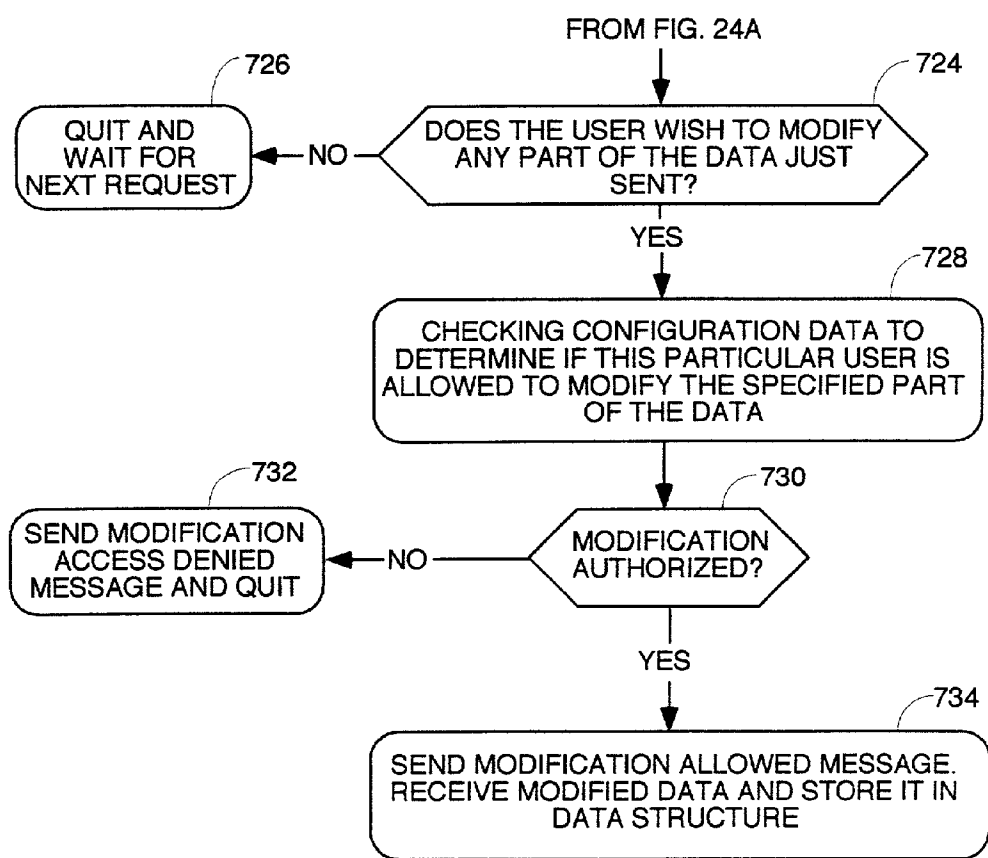 FROM FIG. 24A
726
724
QUIT AND
WAIT FOR
NEXT REQUEST
NO
DOES THE USER WISH TO MODIFY
ANY PART OF THE DATA JUST
SENT?
YES
728
CHECKING CONFIGURATION DATA TO
DETERMINE IF THIS PARTICULAR USER IS
ALLOWED TO MODIFY THE SPECIFIED PART
OF THE DATA
732
730
SEND MODIFICATION
ACCESS DENIED
MESSAGE AND QUIT
NO
MODIFICATION
AUTHORIZED?
YES
734
SEND MODIFICATION ALLOWED MESSAGE.
RECEIVE MODIFIED DATA AND STORE IT IN
DATA STRUCTURE